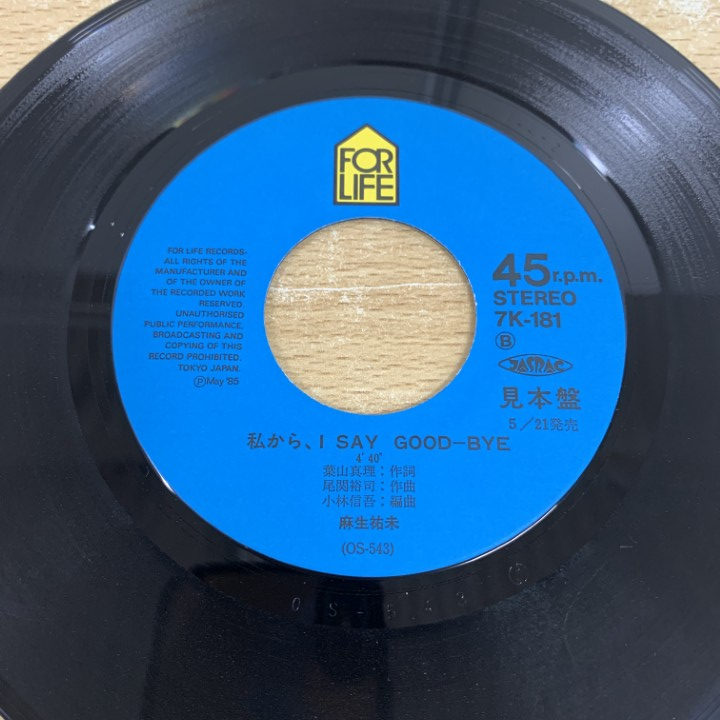 FOR
LIFE
FOR LIFE RECORDS-
ALL RIGHTS OF THE
MANUFACTURER AND
OF THE OWNER OF
THE RECORDED WORK
RESERVED.
UNAUTHORISED
PUBLIC PERFORMANCE,
BROADCASTING AND
COPYING OF THIS
RECORD PROHIBITED.
TOKYO JAPAN.
ⓅMay '85
45r.p.m.
STEREO
7K-181
Ⓑ
JASRAC
見本盤
5/21発売
私から、I SAY GOOD-BYE
4'40"
葉山真理:作詞
尾関裕司:作曲
小林信吾:編曲
麻生祐未
(OS-543)
OS-543